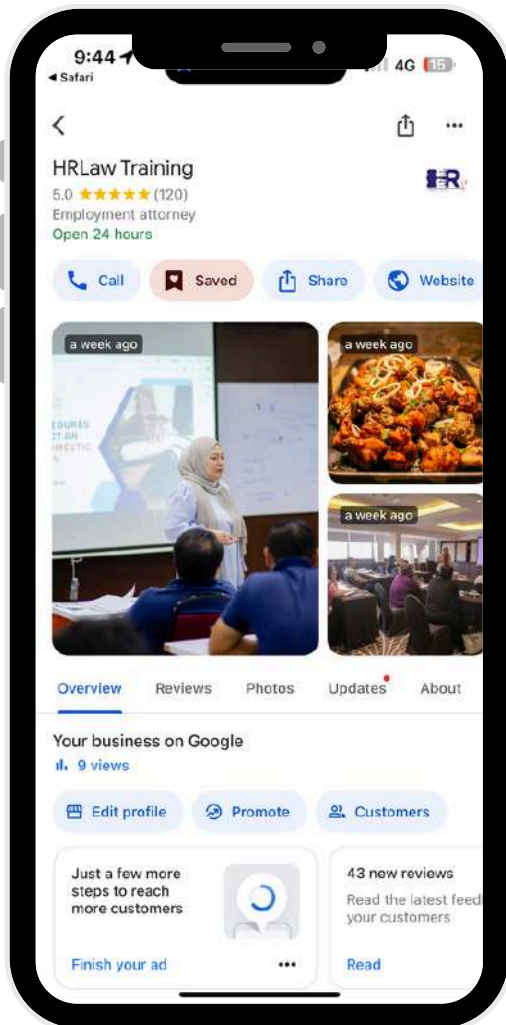 9:44
◀ Safari
4G 15
HRLaw Training
HR
5.0 ★★★★★ (120)
Employment attorney
Open 24 hours
Call Saved Share Website
a week ago
a week ago
a week ago
Overview Reviews Photos Updates About
Your business on Google
9 views
Edit profile Promote Customers
Just a few more
steps to reach
more customers
Finish your ad
43 new reviews
Read the latest feed
your customers
Read